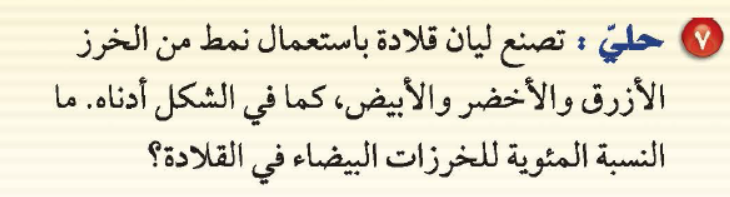 ٧ حليّ : تصنع ليان قلادة باستعمال نمط من الخرز
الأزرق والأخضر والأبيض، كما في الشكل أدناه. ما
النسبة المئوية للخرزات البيضاء في القلادة؟